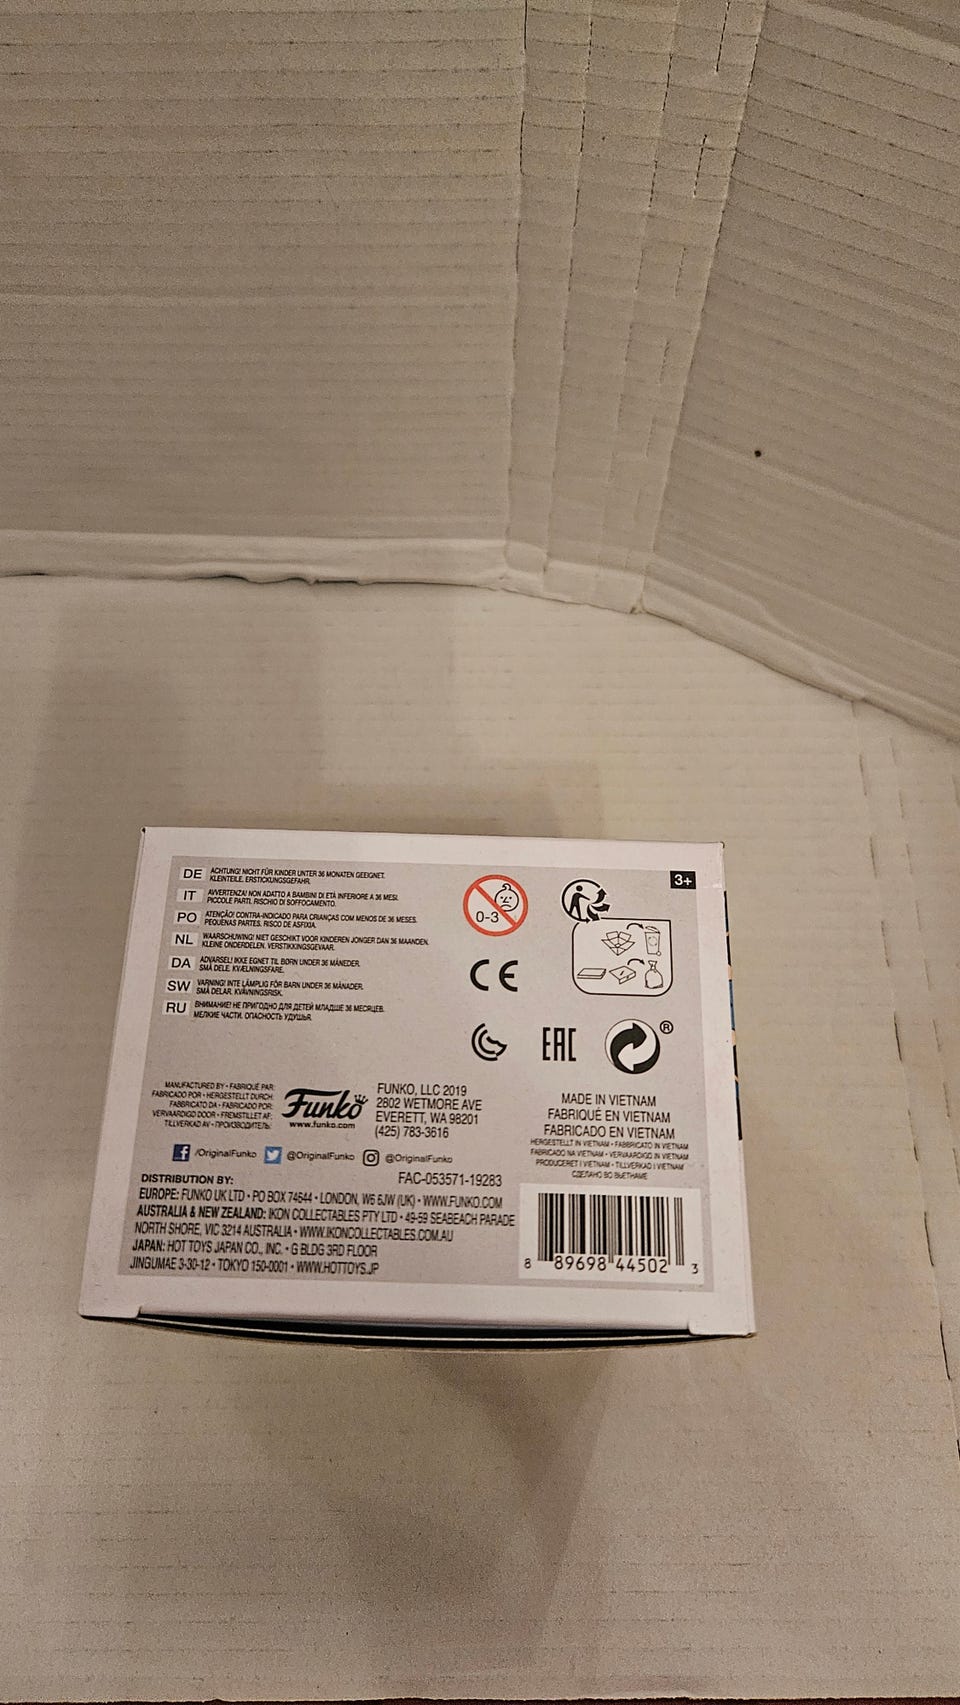 3+
DE ACHTUNG! NICHT FÜR KINDER UNTER 36 MONATEN GEEIGNET.
KLEINTEILE. ERSTICKUNGSGEFAHR.
IT AVVERTENZA! NON ADATTO A BAMBINI DI ETÀ INFERIORE A 36 MESI.
PICCOLE PARTI. RISCHIO DI SOFFOCAMENTO.
PO ATENÇÃO! CONTRA-INDICADO PARA CRIANÇAS COM MENOS DE 36 MESES.
PEQUENAS PARTES. RISCO DE ASFIXIA.
NL WAARSCHUWING! NIET GESCHIKT VOOR KINDEREN JONGER DAN 36 MAANDEN.
KLEINE ONDERDELEN. VERSTIKKINGSGEVAAR.
DA ADVARSEL! IKKE EGNET TIL BØRN UNDER 36 MÅNEDER.
SMÅ DELE. KVÆLNINGSFARE.
SW VARNING! INTE LÄMPLIG FÖR BARN UNDER 36 MÅNADER.
SMÅ DELAR. KVÄVNINGSRISK.
RU ВНИМАНИЕ! НЕ ПРИГОДНО ДЛЯ ДЕТЕЙ МЛАДШЕ 36 МЕСЯЦЕВ.
МЕЛКИЕ ЧАСТИ. ОПАСНОСТЬ УДУШЬЯ.
0-3
CE
EAC
®
MANUFACTURED BY • FABRIQUÉ PAR:
FABRICADO POR • HERGESTELLT DURCH:
FABBRICATO DA • FABRICADO POR:
VERVAARDIGD DOOR • FREMSTILLET AF:
TILLVERKAD AV • ПРОИЗВОДИТЕЛЬ:
Funko
www.funko.com
FUNKO, LLC 2019
2802 WETMORE AVE
EVERETT, WA 98201
(425) 783-3616
MADE IN VIETNAM
FABRIQUÉ EN VIETNAM
FABRICADO EN VIETNAM
HERGESTELLT IN VIETNAM • FABBRICATO IN VIETNAM
FABRICADO NA VIETNAM • VERVAARDIGD IN VIETNAM
PRODUCERET I VIETNAM • TILLVERKAD I VIETNAM
СДЕЛАНО ВО ВЬЕТНАМЕ
/OriginalFunko @OriginalFunko @OriginalFunko
FAC-053571-19283
DISTRIBUTION BY:
EUROPE: FUNKO UK LTD • PO BOX 74644 • LONDON, W6 6JW (UK) • WWW.FUNKO.COM
AUSTRALIA & NEW ZEALAND: IKON COLLECTABLES PTY LTD • 49-59 SEABEACH PARADE
NORTH SHORE, VIC 3214 AUSTRALIA • WWW.IKONCOLLECTABLES.COM.AU
JAPAN: HOT TOYS JAPAN CO., INC. • G BLDG 3RD FLOOR
JINGUMAE 3-30-12 • TOKYO 150-0001 • WWW.HOTTOYS.JP
8 89698 44502 3